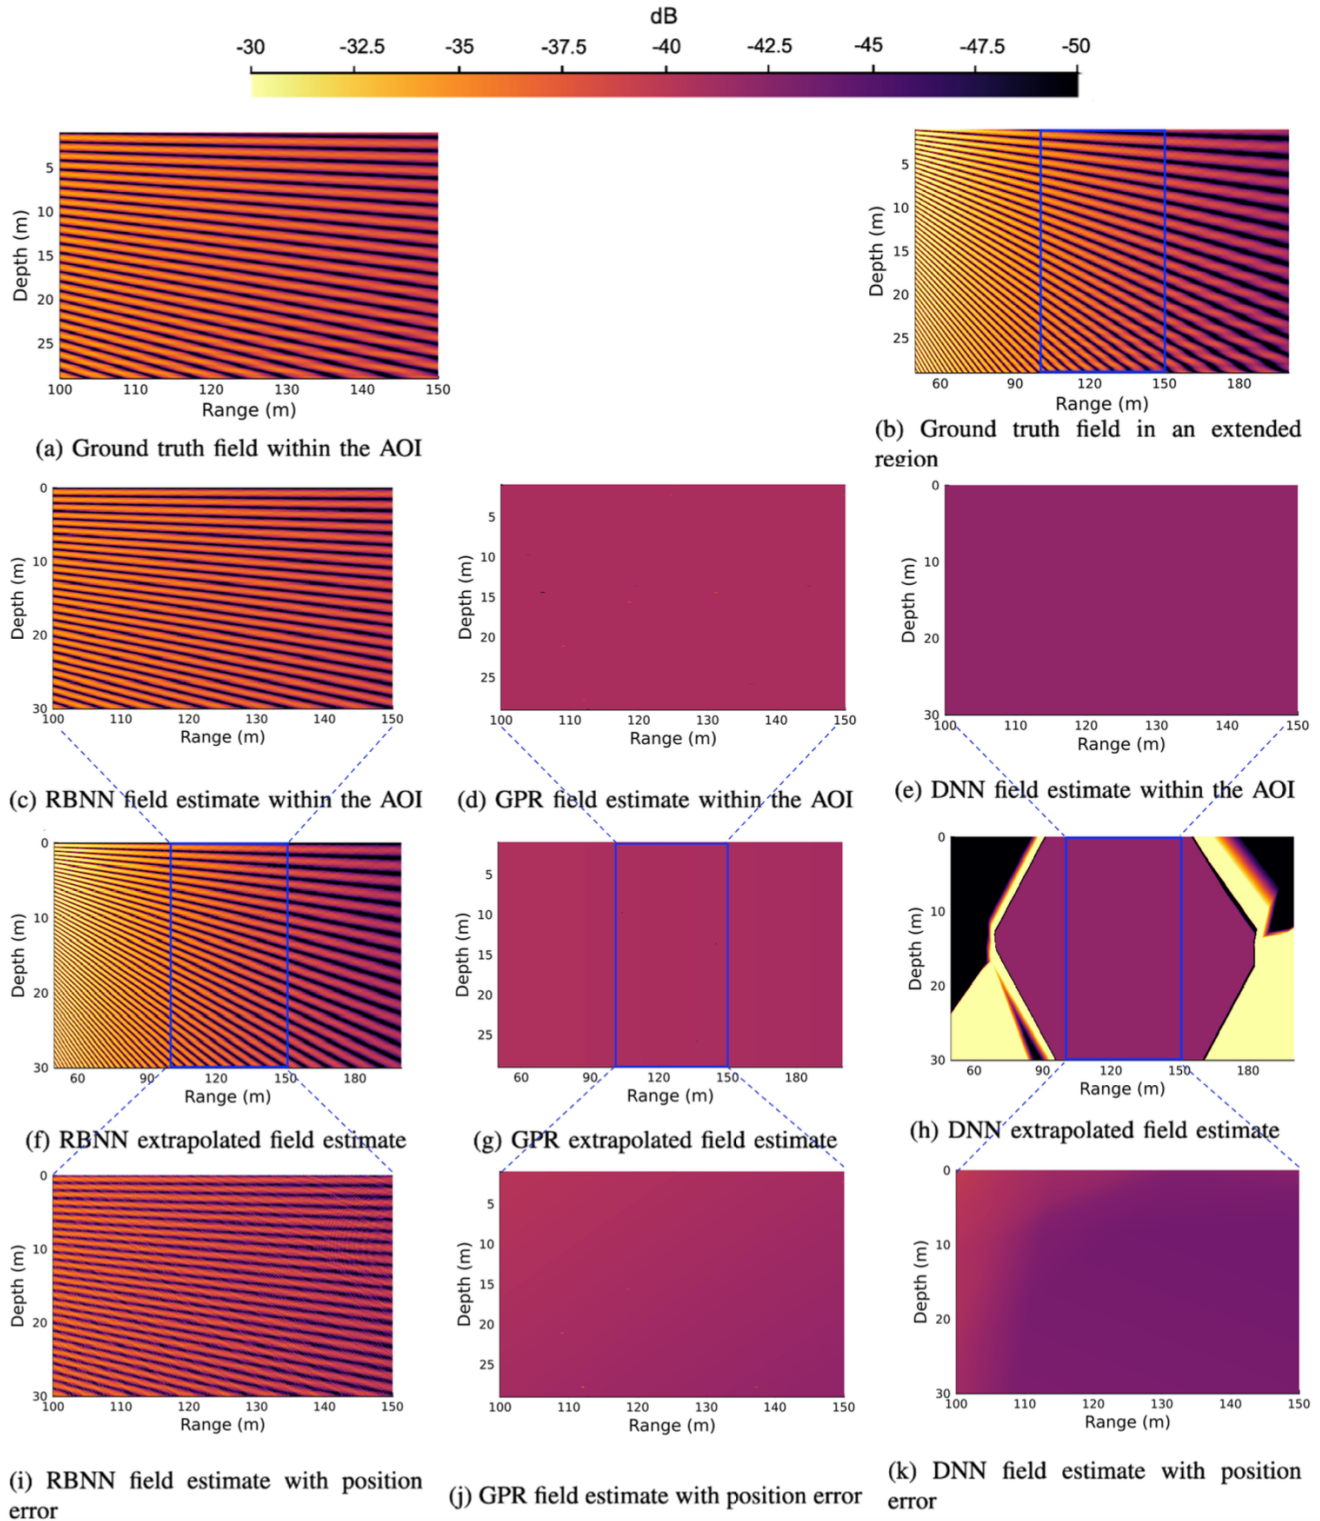 dB
-30 -32.5 -35 -37.5 -40 -42.5 -45 -47.5 -50
Depth (m)
5
10
15
20
25
100 110 120 130 140 150
Range (m)
(a) Ground truth field within the AOI
Depth (m)
5
10
15
20
25
60 90 120 150 180
Range (m)
(b) Ground truth field in an extended
region
Depth (m)
0
10
20
30
100 110 120 130 140 150
Range (m)
(c) RBNN field estimate within the AOI
Depth (m)
5
10
15
20
25
100 110 120 130 140 150
Range (m)
(d) GPR field estimate within the AOI
Depth (m)
0
10
20
30
100 110 120 130 140 150
Range (m)
(e) DNN field estimate within the AOI
Depth (m)
0
10
20
30
60 90 120 150 180
Range (m)
(f) RBNN extrapolated field estimate
Depth (m)
5
10
15
20
25
60 90 120 150 180
Range (m)
(g) GPR extrapolated field estimate
Depth (m)
0
10
20
30
60 90 120 150 180
Range (m)
(h) DNN extrapolated field estimate
Depth (m)
0
10
20
30
100 110 120 130 140 150
Range (m)
(i) RBNN field estimate with position
error
Depth (m)
5
10
15
20
25
100 110 120 130 140 150
Range (m)
(j) GPR field estimate with position error
Depth (m)
0
10
20
30
100 110 120 130 140 150
Range (m)
(k) DNN field estimate with position
error